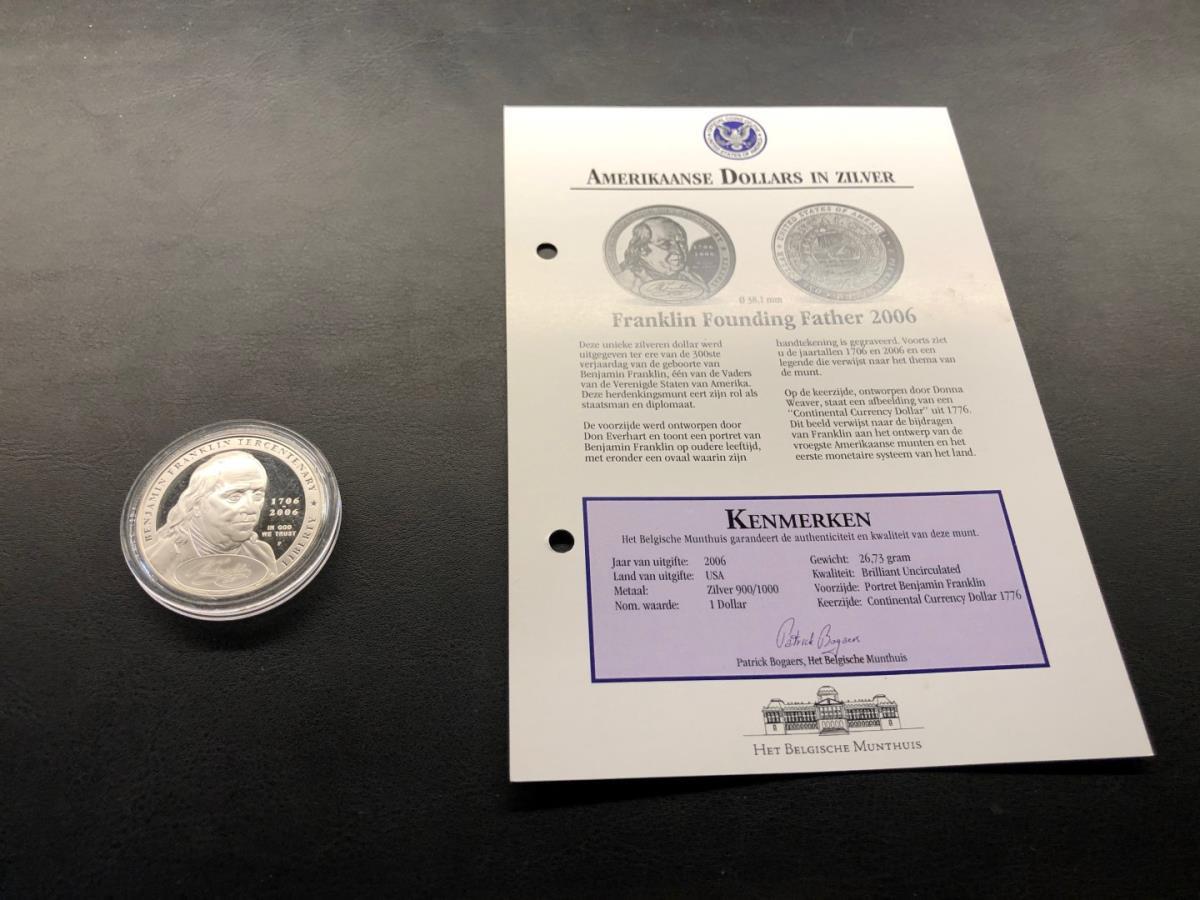 BENJAMIN FRANKLIN TERCENTENARY
LIBERTY
1706
2006
IN GOD
WE TRUST
P
AMERIKAANSE DOLLARS IN ZILVER
UNITED STATES OF AMERICA
1706
2006
Ø 38,1 mm
Franklin Founding Father 2006
Deze unieke zilveren dollar werd
uitgegeven ter ere van de 300ste
verjaardag van de geboorte van
Benjamin Franklin, één van de Vaders
van de Verenigde Staten van Amerika.
Deze herdenkingsmunt eert zijn rol als
staatsman en diplomaat.
De voorzijde werd ontworpen door
Don Everhart en toont een portret van
Benjamin Franklin op oudere leeftijd,
met eronder een ovaal waarin zijn
handtekening is gegraveerd. Voorts ziet
u de jaartallen 1706 en 2006 en een
legende die verwijst naar het thema van
de munt.
Op de keerzijde, ontworpen door Donna
Weaver, staat een afbeelding van een
"Continental Currency Dollar" uit 1776.
Dit beeld verwijst naar de bijdragen
van Franklin aan het ontwerp van de
vroegste Amerikaanse munten en het
eerste monetaire systeem van het land.
KENMERKEN
Het Belgische Munthuis garandeert de authenticiteit en kwaliteit van deze munt.
Jaar van uitgifte: 2006
Land van uitgifte: USA
Metaal: Zilver 900/1000
Nom. waarde: 1 Dollar
Gewicht: 26,73 gram
Kwaliteit: Brilliant Uncirculated
Voorzijde: Portret Benjamin Franklin
Keerzijde: Continental Currency Dollar 1776
Patrick Bogaers
Patrick Bogaers, Het Belgische Munthuis
HET BELGISCHE MUNTHUIS